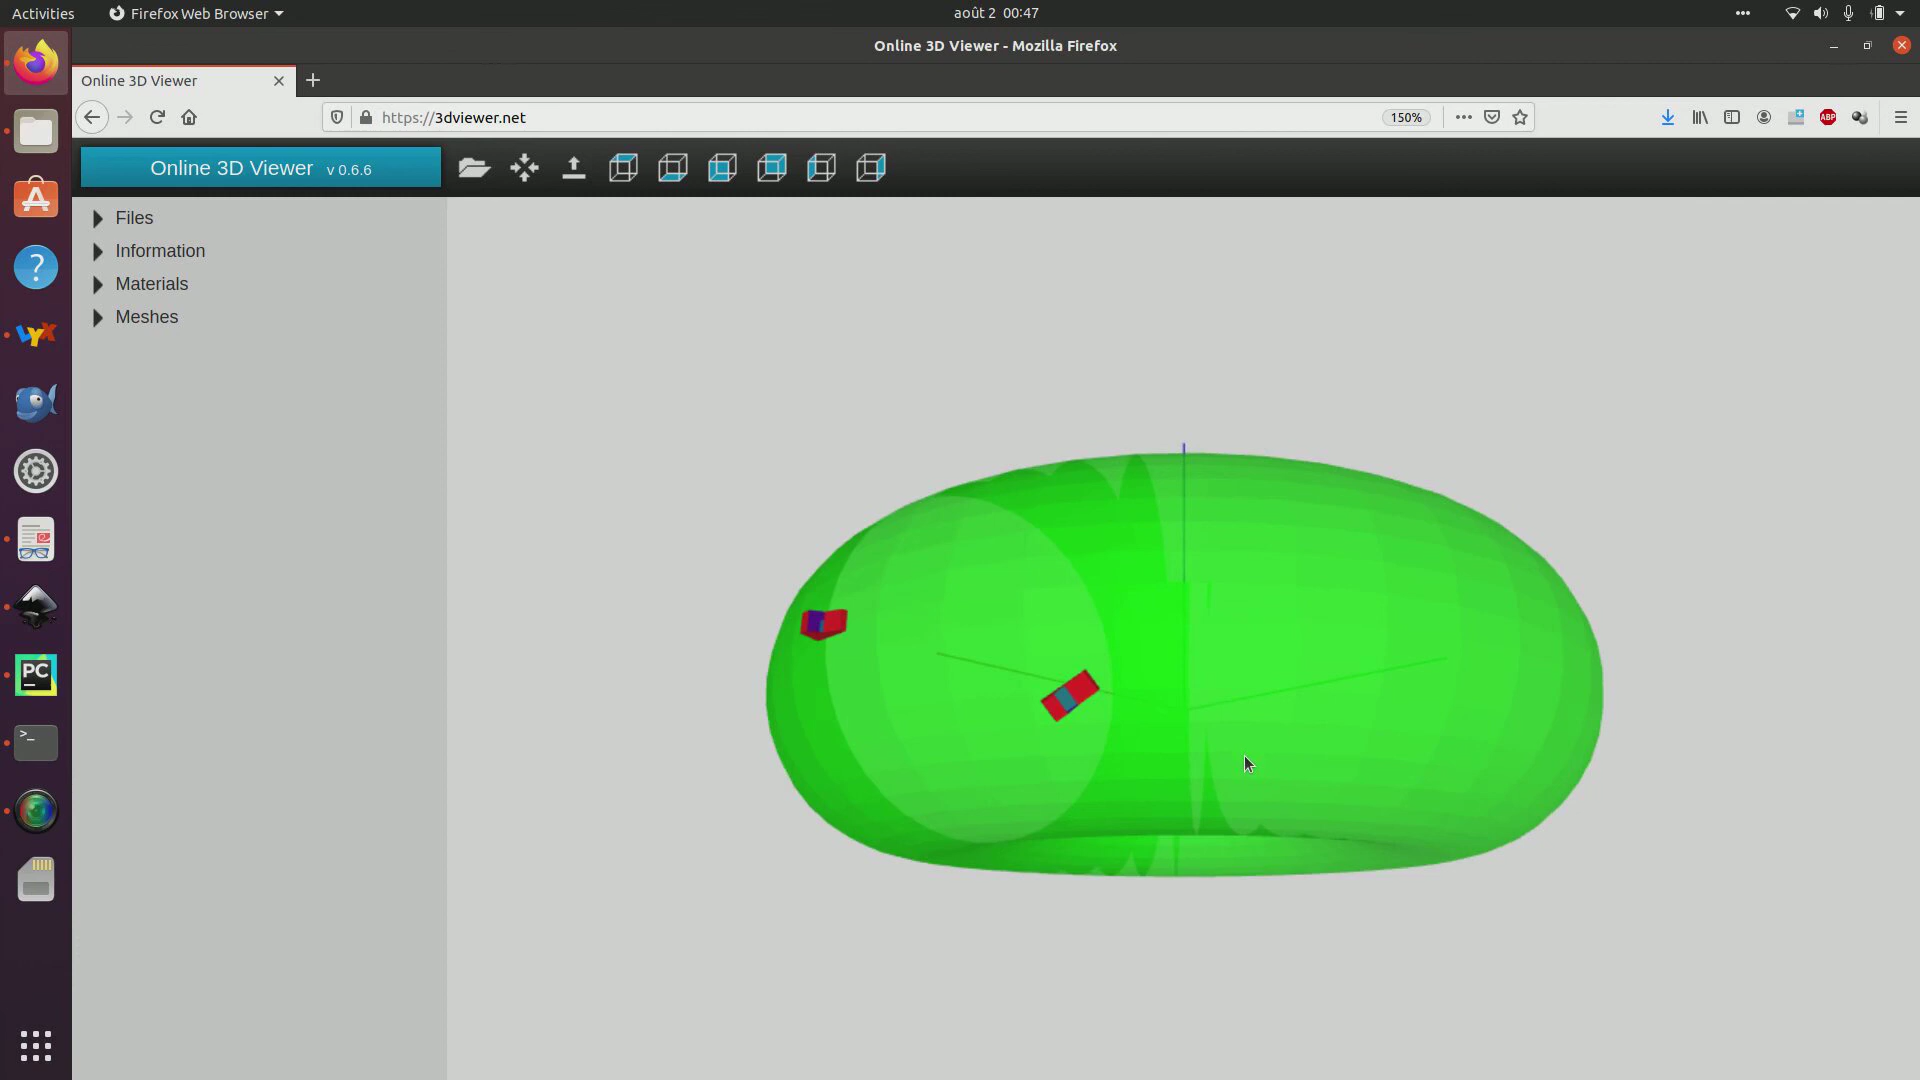 Activities
Firefox Web Browser
août 2 00:47
Online 3D Viewer - Mozilla Firefox
Online 3D Viewer
https://3dviewer.net
150%
ABP
Online 3D Viewer v 0.6.6
Files
Information
Materials
Meshes
?
LYX
PC
>_